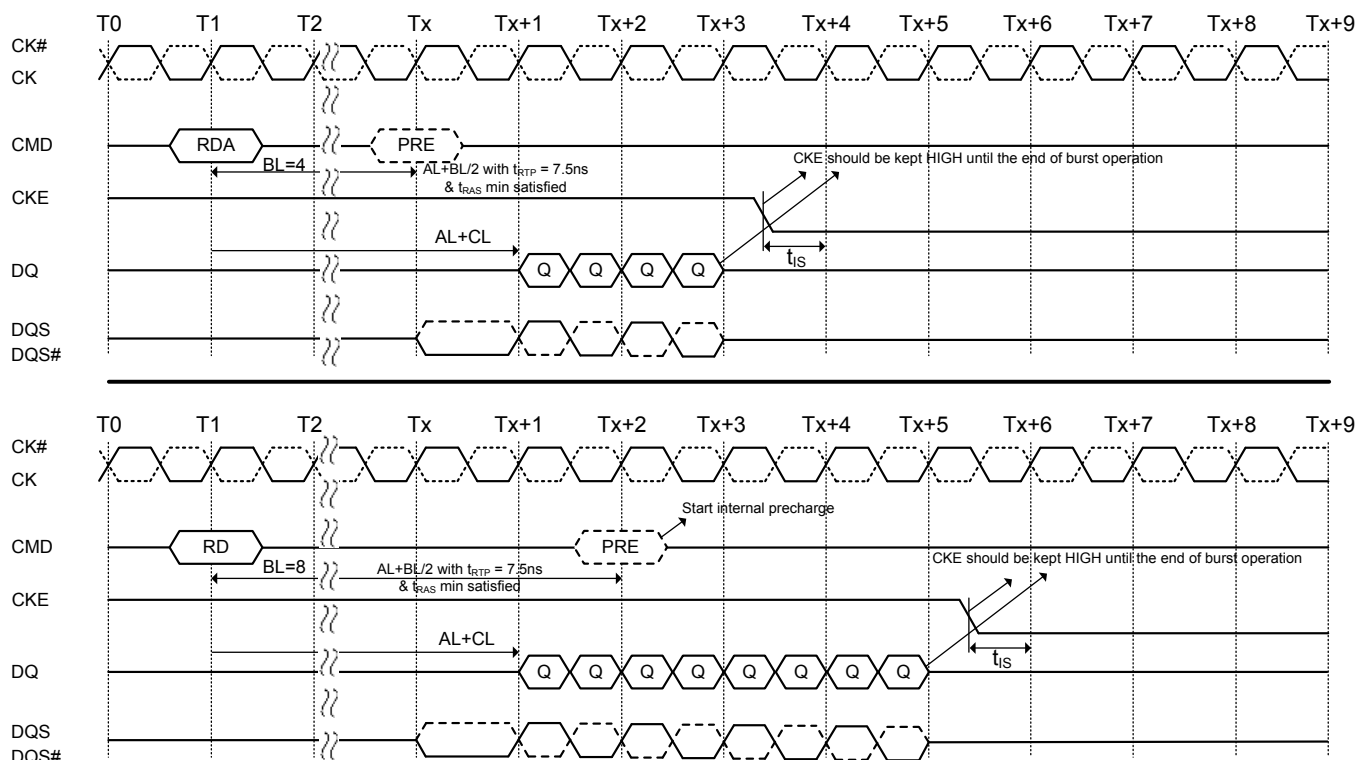 T0 T1 T2 Tx Tx+1 Tx+2 Tx+3 Tx+4 Tx+5 Tx+6 Tx+7 Tx+8 Tx+9
CK#
CK
CMD RDA PRE
BL=4 AL+BL/2 with tRTP = 7.5ns
& tRAS min satisfied
CKE should be kept HIGH until the end of burst operation
CKE
AL+CL
tIS
DQ Q Q Q Q
DQS
DQS#
T0 T1 T2 Tx Tx+1 Tx+2 Tx+3 Tx+4 Tx+5 Tx+6 Tx+7 Tx+8 Tx+9
CK#
CK
Start internal precharge
CMD RD PRE
CKE should be kept HIGH until the end of burst operation
BL=8 AL+BL/2 with tRTP = 7.5ns
& tRAS min satisfied
CKE
AL+CL
tIS
DQ Q Q Q Q Q Q Q Q
DQS
DQS#